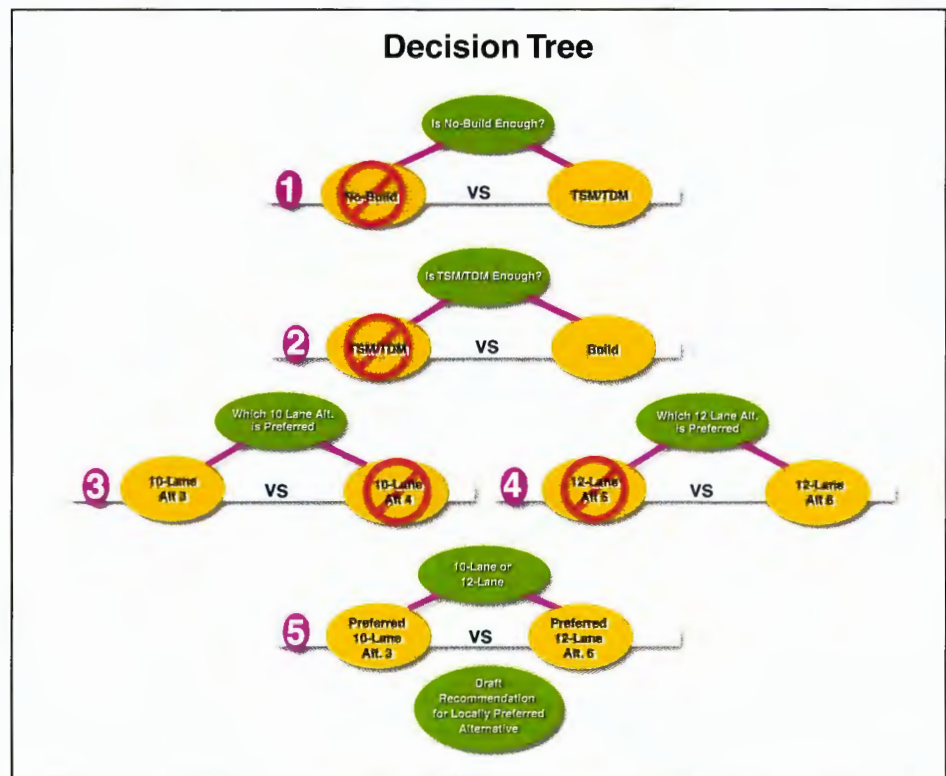 Decision Tree
Is No-Build Enough?
1
No-Build
VS
TSM/TDM
Is TSM/TDM Enough?
2
TSM/TDM
VS
Build
Which 10 Lane Alt.
is Preferred
3
10-Lane
Alt 3
VS
10-Lane
Alt 4
Which 12 Lane Alt.
is Preferred
4
12-Lane
Alt 5
VS
12-Lane
Alt 6
10-Lane or
12-Lane
5
Preferred
10-Lane
Alt. 3
VS
Preferred
12-Lane
Alt. 6
Draft
Recommendation
for Locally Preferred
Alternative